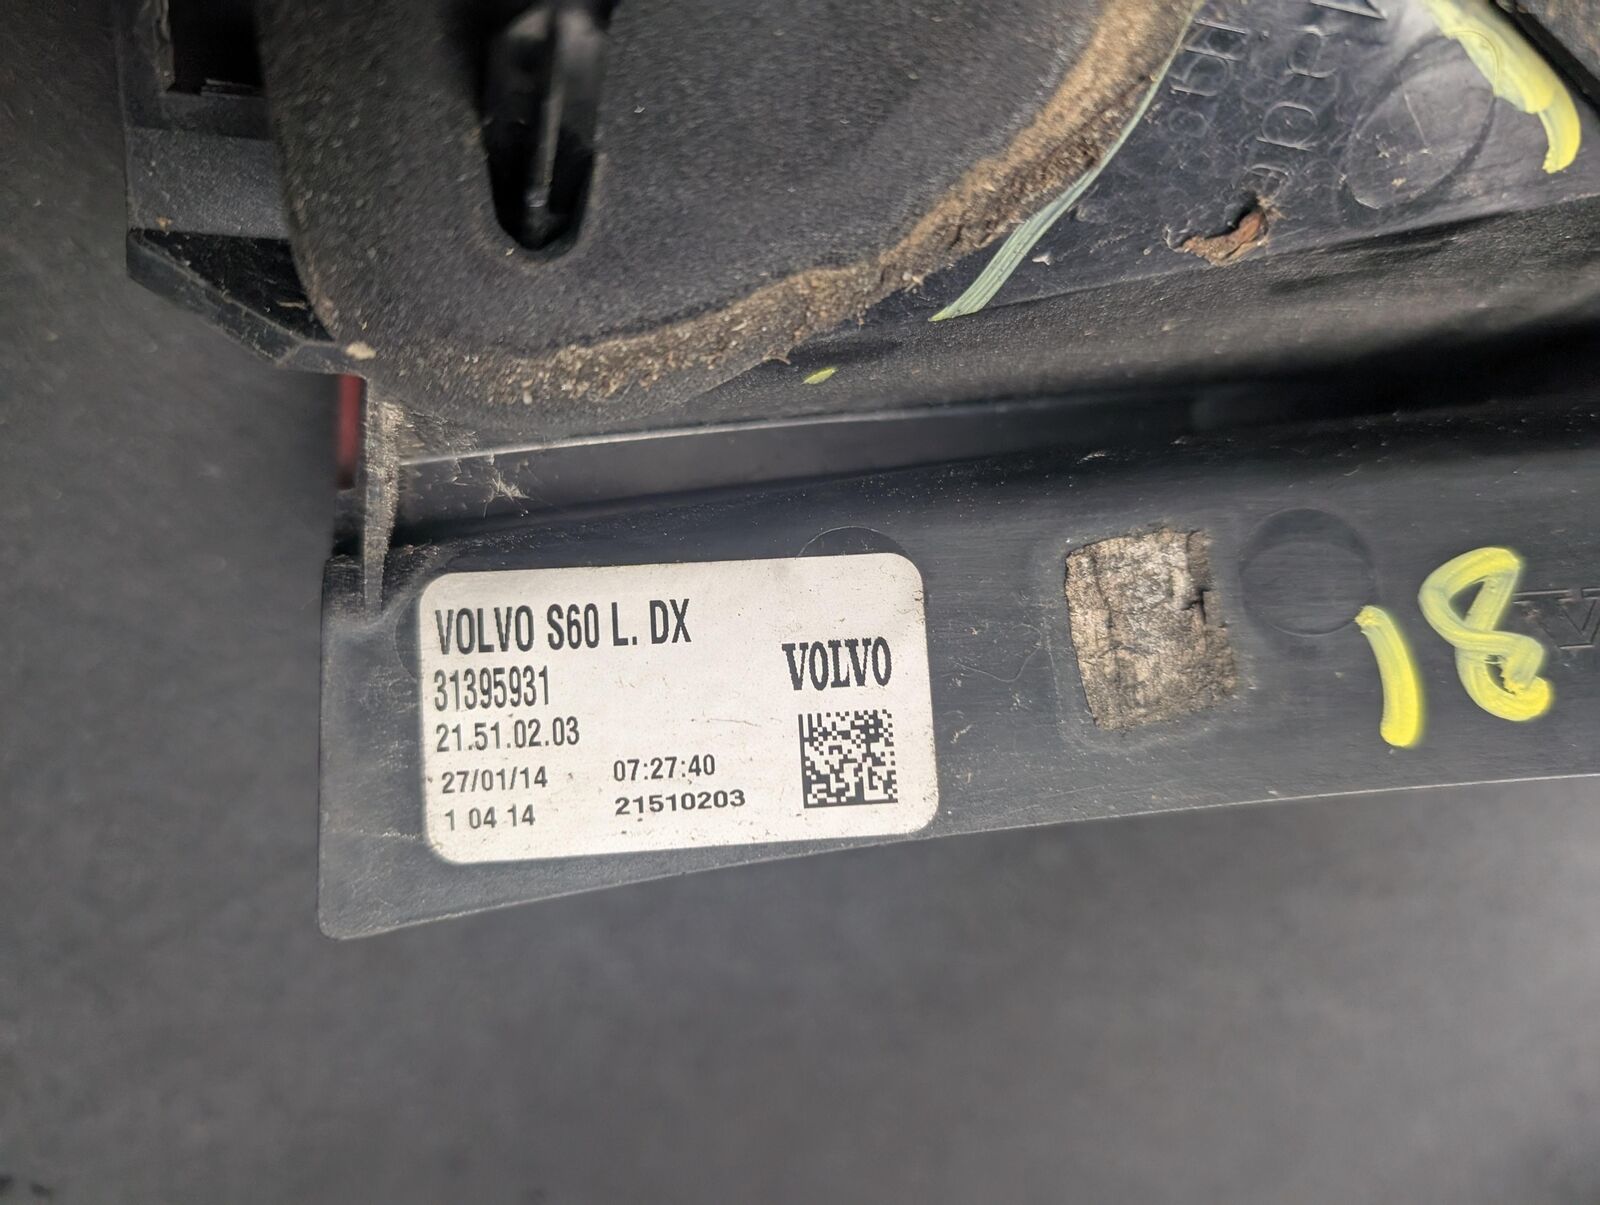 VOLVO S60 L. DX
31395931
21.51.02.03
27/01/14 07:27:40
1 04 14 21510203
VOLVO
18